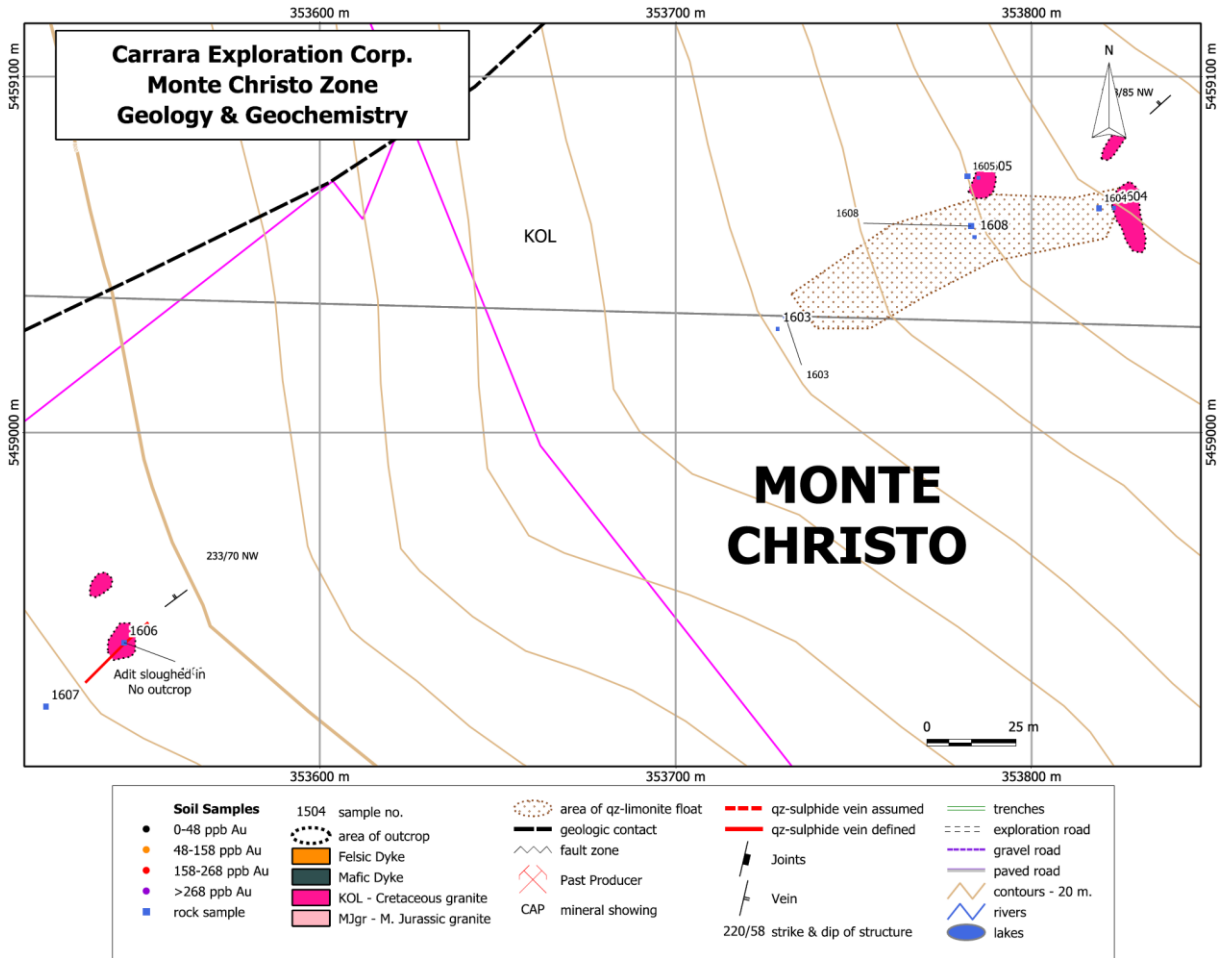 353600 m
353700 m
353800 m
Carrara Exploration Corp.
Monte Christo Zone
Geology & Geochemistry
5459100 m
5459100 m
N
/85 NW
1605
05
1604
504
1608
1608
KOL
1603
1603
5459000 m
5459000 m
MONTE
CHRISTO
233/70 NW
1606
Adit sloughed in
No outcrop
1607
0
25 m
353600 m
353700 m
353800 m
Soil Samples
0-48 ppb Au
48-158 ppb Au
158-268 ppb Au
>268 ppb Au
rock sample
1504 sample no.
area of outcrop
Felsic Dyke
Mafic Dyke
KOL - Cretaceous granite
MJgr - M. Jurassic granite
area of qz-limonite float
geologic contact
fault zone
Past Producer
CAP mineral showing
qz-sulphide vein assumed
qz-sulphide vein defined
Joints
Vein
220/58 strike & dip of structure
trenches
exploration road
gravel road
paved road
contours - 20 m.
rivers
lakes